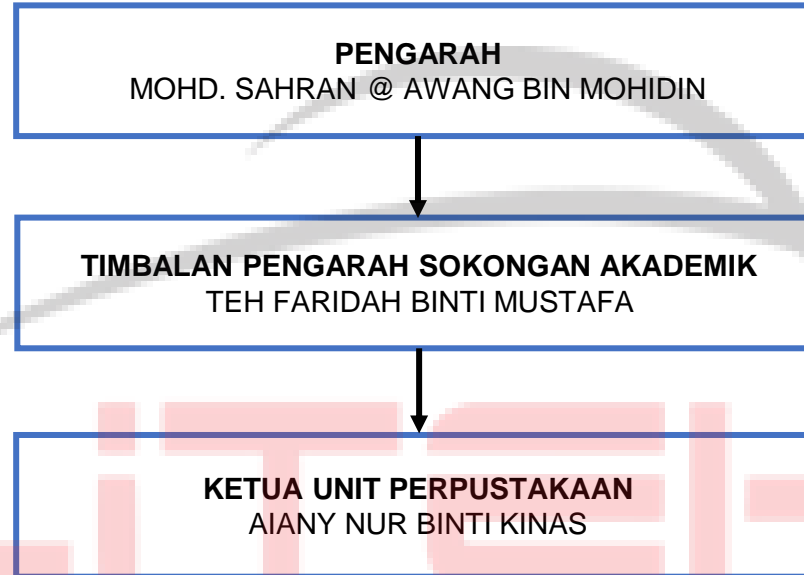 PENGARAH
MOHD. SAHRAN @ AWANG BIN MOHIDIN
TIMBALAN PENGARAH SOKONGAN AKADEMIK
TEH FARIDAH BINTI MUSTAFA
KETUA UNIT PERPUSTAKAAN
AIANY NUR BINTI KINAS